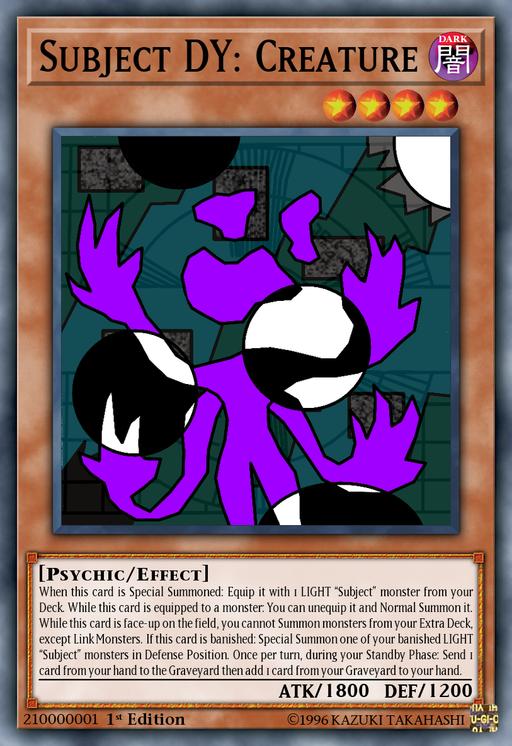 SUBJECT DY: CREATURE
DARK
闇
[PSYCHIC/EFFECT]
When this card is Special Summoned: Equip it with 1 LIGHT “Subject” monster from your
Deck. While this card is equipped to a monster: You can unequip it and Normal Summon it.
While this card is face-up on the field, you cannot Summon monsters from your Extra Deck,
except Link Monsters. If this card is banished: Special Summon one of your banished LIGHT
“Subject” monsters in Defense Position. Once per turn, during your Standby Phase: Send 1
card from your hand to the Graveyard then add 1 card from your Graveyard to your hand.
ATK/1800 DEF/1200
210000001 1st Edition ©1996 KAZUKI TAKAHASHI